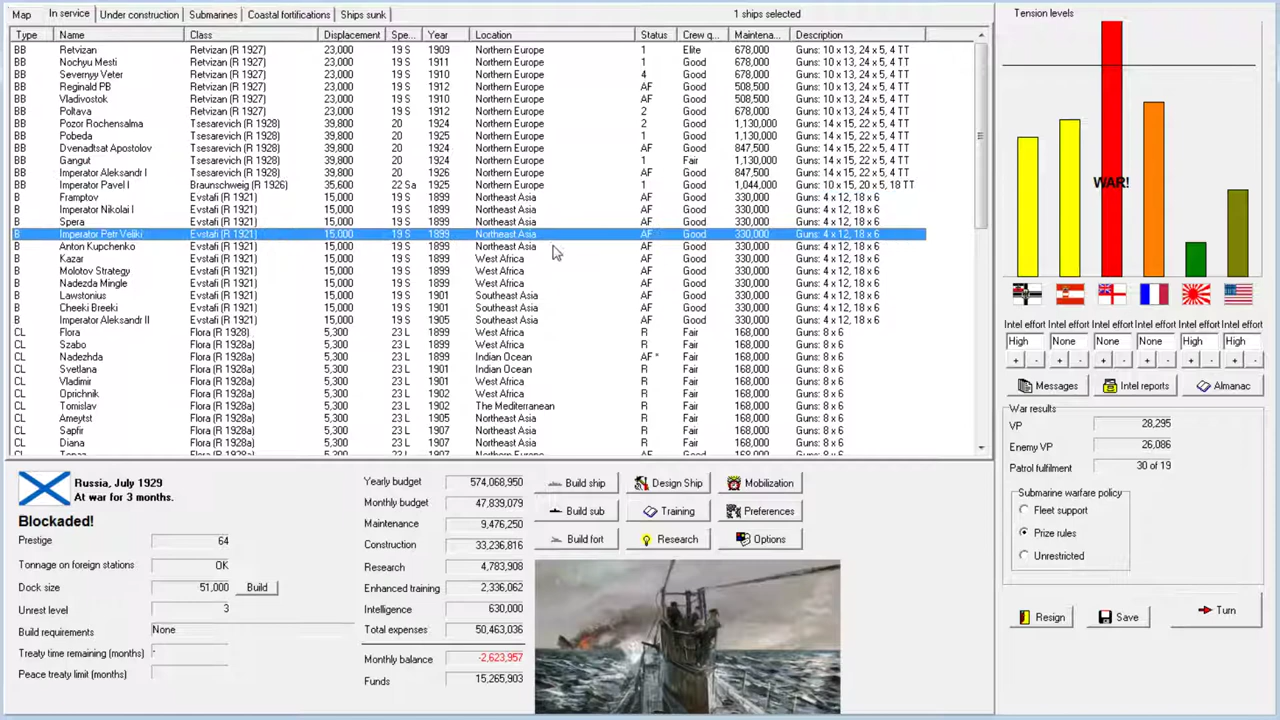 Map In service Under construction Submarines Coastal fortifications Ships sunk 1 ships selected
Type Name Class Displacement Spe... Year Location Status Crew q... Maintena... Description
BB Retvizan Retvizan (R 1927) 23,000 19 S 1909 Northern Europe 1 Elite 678,000 Guns: 10 x 13, 24 x 5, 4 TT
BB Nochyu Mesti Retvizan (R 1927) 23,000 19 S 1911 Northern Europe 1 Good 678,000 Guns: 10 x 13, 24 x 5, 4 TT
BB Severnyy Veter Retvizan (R 1927) 23,000 19 S 1910 Northern Europe 4 Good 678,000 Guns: 10 x 13, 24 x 5, 4 TT
BB Reginald PB Retvizan (R 1927) 23,000 19 S 1912 Northern Europe AF Good 508,500 Guns: 10 x 13, 24 x 5, 4 TT
BB Vladivostok Retvizan (R 1927) 23,000 19 S 1910 Northern Europe AF Good 508,500 Guns: 10 x 13, 24 x 5, 4 TT
BB Poltava Retvizan (R 1927) 23,000 19 S 1912 Northern Europe 2 Good 678,000 Guns: 10 x 13, 24 x 5, 4 TT
BB Pozor Rochensalma Tsesarevich (R 1928) 39,800 20 1924 Northern Europe 2 Good 1,130,000 Guns: 14 x 15, 22 x 5, 4 TT
BB Pobeda Tsesarevich (R 1928) 39,800 20 1925 Northern Europe 1 Good 1,130,000 Guns: 14 x 15, 22 x 5, 4 TT
BB Dvenadtsat Apostolov Tsesarevich (R 1928) 39,800 20 1924 Northern Europe AF Good 847,500 Guns: 14 x 15, 22 x 5, 4 TT
BB Gangut Tsesarevich (R 1928) 39,800 20 1924 Northern Europe 1 Fair 1,130,000 Guns: 14 x 15, 22 x 5, 4 TT
BB Imperator Aleksandr I Tsesarevich (R 1928) 39,800 20 1926 Northern Europe AF Good 847,500 Guns: 14 x 15, 22 x 5, 4 TT
BB Imperator Pavel I Braunschweig (R 1926) 35,600 22 Sa 1925 Northern Europe 1 Good 1,044,000 Guns: 10 x 15, 20 x 5, 18 TT
B Framptov Evstafi (R 1921) 15,000 19 S 1899 Northeast Asia AF Good 330,000 Guns: 4 x 12, 18 x 6
B Imperator Nikolai I Evstafi (R 1921) 15,000 19 S 1899 Northeast Asia AF Good 330,000 Guns: 4 x 12, 18 x 6
B Spera Evstafi (R 1921) 15,000 19 S 1899 Northeast Asia AF Good 330,000 Guns: 4 x 12, 18 x 6
B Imperator Petr Veliki Evstafi (R 1921) 15,000 19 S 1899 Northeast Asia AF Good 330,000 Guns: 4 x 12, 18 x 6
B Anton Kupchenko Evstafi (R 1921) 15,000 19 S 1899 Northeast Asia AF Good 330,000 Guns: 4 x 12, 18 x 6
B Kazar Evstafi (R 1921) 15,000 19 S 1899 West Africa AF Good 330,000 Guns: 4 x 12, 18 x 6
B Molotov Strategy Evstafi (R 1921) 15,000 19 S 1899 West Africa AF Good 330,000 Guns: 4 x 12, 18 x 6
B Nadezda Mingle Evstafi (R 1921) 15,000 19 S 1899 West Africa AF Good 330,000 Guns: 4 x 12, 18 x 6
B Lawstonius Evstafi (R 1921) 15,000 19 S 1901 Southeast Asia AF Good 330,000 Guns: 4 x 12, 18 x 6
B Cheeki Breeki Evstafi (R 1921) 15,000 19 S 1901 Southeast Asia AF Good 330,000 Guns: 4 x 12, 18 x 6
B Imperator Aleksandr II Evstafi (R 1921) 15,000 19 S 1905 Southeast Asia AF Good 330,000 Guns: 4 x 12, 18 x 6
CL Flora Flora (R 1928) 5,300 23 L 1899 West Africa R Fair 168,000 Guns: 8 x 6
CL Szabo Flora (R 1928a) 5,300 23 L 1899 West Africa R Fair 168,000 Guns: 8 x 6
CL Nadezhda Flora (R 1928a) 5,300 23 L 1899 Indian Ocean AF * Fair 168,000 Guns: 8 x 6
CL Svetlana Flora (R 1928a) 5,300 23 L 1901 Indian Ocean R Fair 168,000 Guns: 8 x 6
CL Vladimir Flora (R 1928a) 5,300 23 L 1901 West Africa R Fair 168,000 Guns: 8 x 6
CL Oprichnik Flora (R 1928a) 5,300 23 L 1902 West Africa R Fair 168,000 Guns: 8 x 6
CL Tomislav Flora (R 1928a) 5,300 23 L 1902 The Mediterranean R Fair 168,000 Guns: 8 x 6
CL Ameytst Flora (R 1928a) 5,300 23 L 1905 Northeast Asia R Fair 168,000 Guns: 8 x 6
CL Sapfir Flora (R 1928a) 5,300 23 L 1907 Northeast Asia R Fair 168,000 Guns: 8 x 6
CL Diana Flora (R 1928a) 5,300 23 L 1907 Northeast Asia R Fair 168,000 Guns: 8 x 6
Russia, July 1929
At war for 3 months.
Blockaded!
Prestige 64
Tonnage on foreign stations OK
Dock size 51,000 Build
Unrest level 3
Build requirements None
Treaty time remaining (months) -
Peace treaty limit (months)
Yearly budget 574,068,950
Monthly budget 47,839,079
Maintenance 9,476,250
Construction 33,236,816
Research 4,783,908
Enhanced training 2,336,062
Intelligence 630,000
Total expenses 50,463,036
Monthly balance -2,623,957
Funds 15,265,903
Build ship Design Ship Mobilization
Build sub Training Preferences
Build fort Research Options
Tension levels
WAR!
Intel effort Intel effort Intel effort Intel effort Intel effort Intel effort
High None None None High High
+ - + - + - + - + - + -
Messages Intel reports Almanac
War results
VP 28,295
Enemy VP 26,086
Patrol fulfilment 30 of 19
Submarine warfare policy
Fleet support
Prize rules
Unrestricted
Resign Save Turn